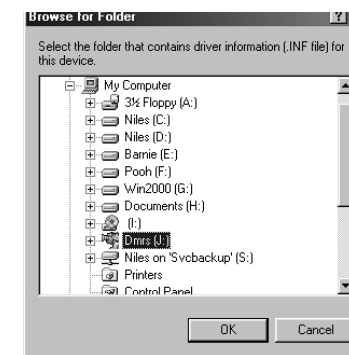 Browse for Folder
Select the folder that contains driver information (.INF file) for
this device.
My Computer
3½ Floppy (A:)
Niles (C:)
Niles (D:)
Barnie (E:)
Pooh (F:)
Win2000 (G:)
Documents (H:)
(I:)
Dmrs (J:)
Niles on 'Svcbackup' (S:)
Printers
Control Panel
OK Cancel